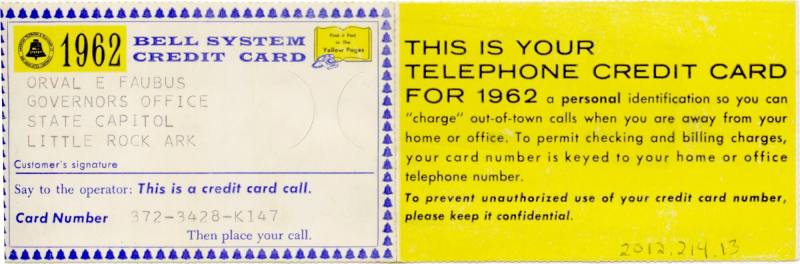 1962
BELL SYSTEM
CREDIT CARD
Find it Fast
In The
Yellow Pages
ORVAL E FAUBUS
GOVERNORS OFFICE
STATE CAPITOL
LITTLE ROCK ARK
Customer's signature
Say to the operator: This is a credit card call.
Card Number 372-3428-K147
Then place your call.
THIS IS YOUR
TELEPHONE CREDIT CARD
FOR 1962 a personal identification so you can
"charge" out-of-town calls when you are away from your
home or office. To permit checking and billing charges,
your card number is keyed to your home or office
telephone number.
To prevent unauthorized use of your credit card number,
please keep it confidential.
2012.214.13